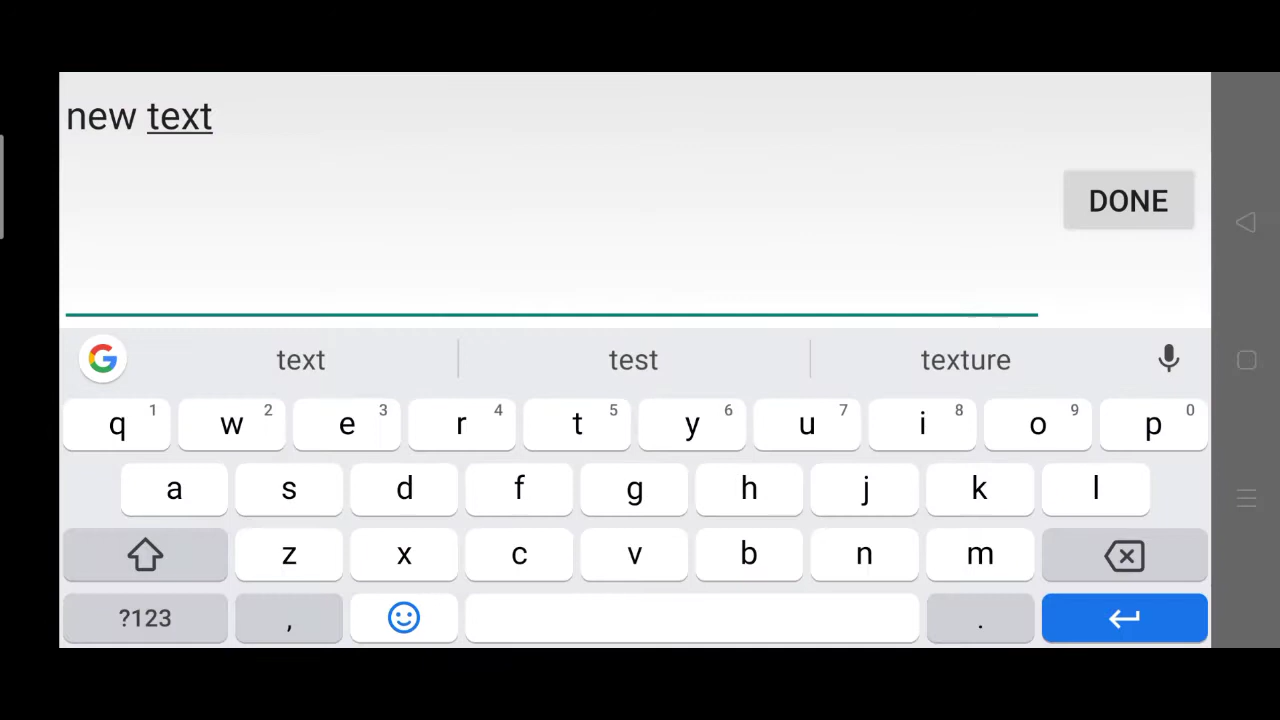 new text
DONE
text test texture
q 1 w 2 e 3 r 4 t 5 y 6 u 7 i 8 o 9 p 0
a s d f g h j k l
z x c v b n m
?123 , .